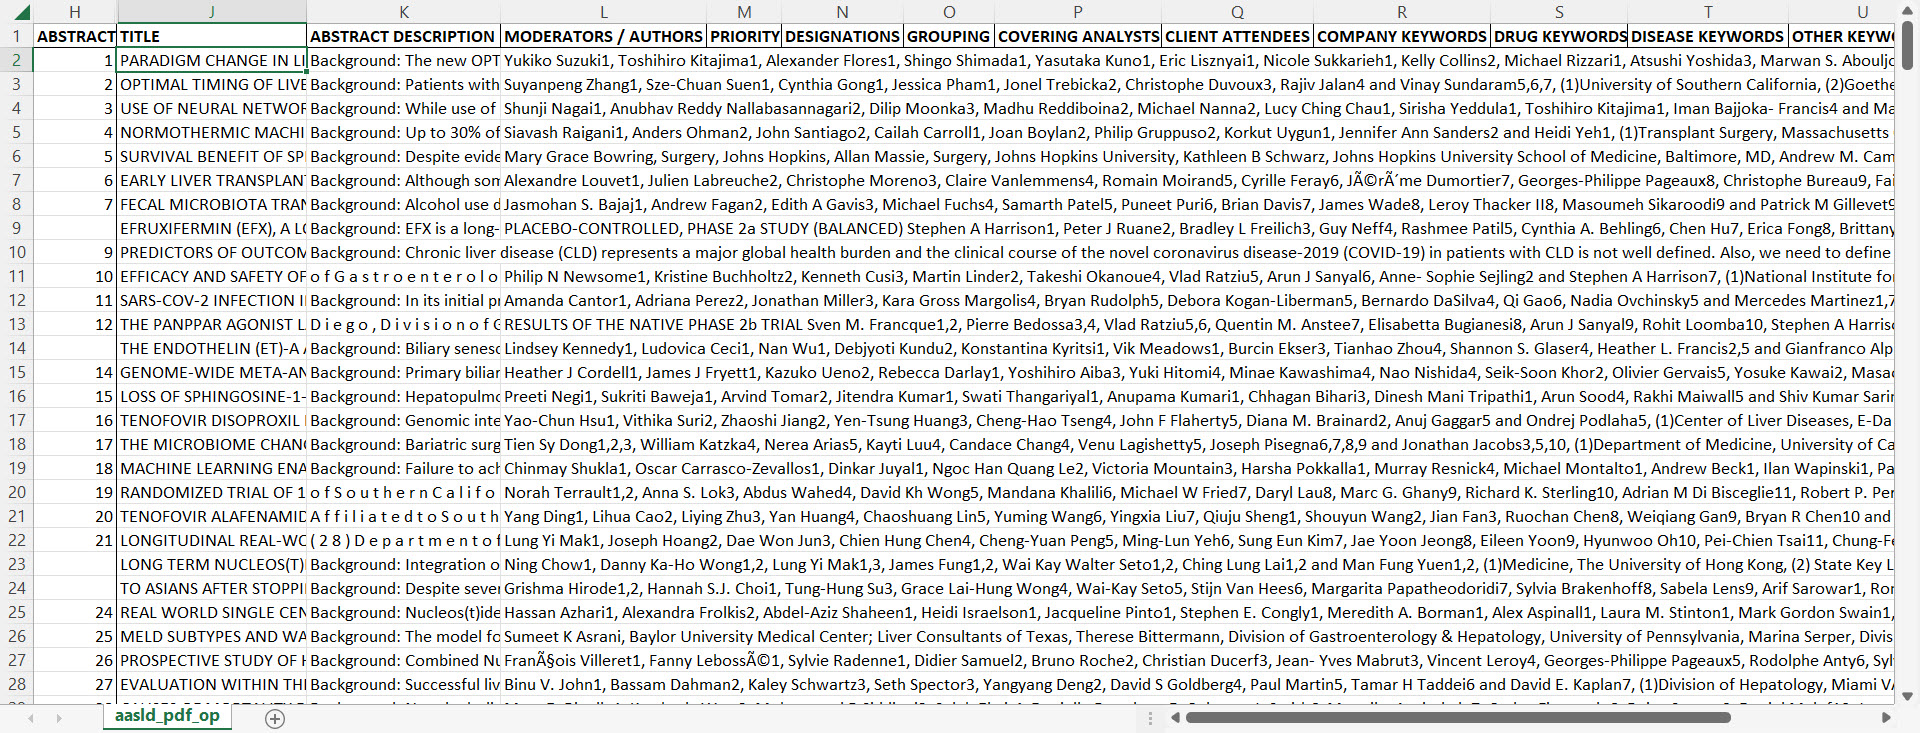 H J K L M N O P Q R S T U
1 ABSTRACT TITLE ABSTRACT DESCRIPTION MODERATORS / AUTHORS PRIORITY DESIGNATIONS GROUPING COVERING ANALYSTS CLIENT ATTENDEES COMPANY KEYWORDS DRUG KEYWORDS DISEASE KEYWORDS OTHER KEYW
2 1 PARADIGM CHANGE IN LI Background: The new OPT Yukiko Suzuki1, Toshihiro Kitajima1, Alexander Flores1, Shingo Shimada1, Yasutaka Kuno1, Eric Lisznyai1, Nicole Sukkarieh1, Kelly Collins2, Michael Rizzari1, Atsushi Yoshida3, Marwan S. Aboulj
3 2 OPTIMAL TIMING OF LIVE Background: Patients with Suyanpeng Zhang1, Sze-Chuan Suen1, Cynthia Gong1, Jessica Pham1, Jonel Trebicka2, Christophe Duvoux3, Rajiv Jalan4 and Vinay Sundaram5,6,7, (1)University of Southern California, (2)Goethe
4 3 USE OF NEURAL NETWOR Background: While use of Shunji Nagai1, Anubhav Reddy Nallabasannagari2, Dilip Moonka3, Madhu Reddiboina2, Michael Nanna2, Lucy Ching Chau1, Sirisha Yeddula1, Toshihiro Kitajima1, Iman Bajjoka- Francis4 and Ma
5 4 NORMOTHERMIC MACHI Background: Up to 30% of Siavash Raigani1, Anders Ohman2, John Santiago2, Cailah Carroll1, Joan Boylan2, Philip Gruppuso2, Korkut Uygun1, Jennifer Ann Sanders2 and Heidi Yeh1, (1)Transplant Surgery, Massachusetts
6 5 SURVIVAL BENEFIT OF SP Background: Despite evide Mary Grace Bowring, Surgery, Johns Hopkins, Allan Massie, Surgery, Johns Hopkins University, Kathleen B Schwarz, Johns Hopkins University School of Medicine, Baltimore, MD, Andrew M. Cam
7 6 EARLY LIVER TRANSPLAN Background: Although som Alexandre Louvet1, Julien Labreuche2, Christophe Moreno3, Claire Vanlemmens4, Romain Moirand5, Cyrille Feray6, JÃ©rÃ´me Dumortier7, Georges-Philippe Pageaux8, Christophe Bureau9, Fai
8 7 FECAL MICROBIOTA TRAN Background: Alcohol use d Jasmohan S. Bajaj1, Andrew Fagan2, Edith A Gavis3, Michael Fuchs4, Samarth Patel5, Puneet Puri6, Brian Davis7, James Wade8, Leroy Thacker II8, Masoumeh Sikaroodi9 and Patrick M Gillevet9
9 EFRUXIFERMIN (EFX), A LO Background: EFX is a long- PLACEBO-CONTROLLED, PHASE 2a STUDY (BALANCED) Stephen A Harrison1, Peter J Ruane2, Bradley L Freilich3, Guy Neff4, Rashmee Patil5, Cynthia A. Behling6, Chen Hu7, Erica Fong8, Brittany
10 9 PREDICTORS OF OUTCOM Background: Chronic liver disease (CLD) represents a major global health burden and the clinical course of the novel coronavirus disease-2019 (COVID-19) in patients with CLD is not well defined. Also, we need to define
11 10 EFFICACY AND SAFETY OF o f G a s t r o e n t e r o l o Philip N Newsome1, Kristine Buchholtz2, Kenneth Cusi3, Martin Linder2, Takeshi Okanoue4, Vlad Ratziu5, Arun J Sanyal6, Anne- Sophie Sejling2 and Stephen A Harrison7, (1)National Institute fo
12 11 SARS-COV-2 INFECTION I Background: In its initial pr Amanda Cantor1, Adriana Perez2, Jonathan Miller3, Kara Gross Margolis4, Bryan Rudolph5, Debora Kogan-Liberman5, Bernardo DaSilva4, Qi Gao6, Nadia Ovchinsky5 and Mercedes Martinez1,7
13 12 THE PANPPAR AGONIST L D i e g o , D i v i s i o n o f G RESULTS OF THE NATIVE PHASE 2b TRIAL Sven M. Francque1,2, Pierre Bedossa3,4, Vlad Ratziu5,6, Quentin M. Anstee7, Elisabetta Bugianesi8, Arun J Sanyal9, Rohit Loomba10, Stephen A Harris
14 THE ENDOTHELIN (ET)-A Background: Biliary senesc Lindsey Kennedy1, Ludovica Ceci1, Nan Wu1, Debjyoti Kundu2, Konstantina Kyritsi1, Vik Meadows1, Burcin Ekser3, Tianhao Zhou4, Shannon S. Glaser4, Heather L. Francis2,5 and Gianfranco Alp
15 14 GENOME-WIDE META-AN Background: Primary biliar Heather J Cordell1, James J Fryett1, Kazuko Ueno2, Rebecca Darlay1, Yoshihiro Aiba3, Yuki Hitomi4, Minae Kawashima4, Nao Nishida4, Seik-Soon Khor2, Olivier Gervais5, Yosuke Kawai2, Masa
16 15 LOSS OF SPHINGOSINE-1- Background: Hepatopulmo Preeti Negi1, Sukriti Baweja1, Arvind Tomar2, Jitendra Kumar1, Swati Thangariyal1, Anupama Kumari1, Chhagan Bihari3, Dinesh Mani Tripathi1, Arun Sood4, Rakhi Maiwall5 and Shiv Kumar Sarin
17 16 TENOFOVIR DISOPROXIL Background: Genomic inte Yao-Chun Hsu1, Vithika Suri2, Zhaoshi Jiang2, Yen-Tsung Huang3, Cheng-Hao Tseng4, John F Flaherty5, Diana M. Brainard2, Anuj Gaggar5 and Ondrej Podlaha5, (1)Center of Liver Diseases, E-Da
18 17 THE MICROBIOME CHANG Background: Bariatric surg Tien Sy Dong1,2,3, William Katzka4, Nerea Arias5, Kayti Luu4, Candace Chang4, Venu Lagishetty5, Joseph Pisegna6,7,8,9 and Jonathan Jacobs3,5,10, (1)Department of Medicine, University of Ca
19 18 MACHINE LEARNING ENA Background: Failure to ach Chinmay Shukla1, Oscar Carrasco-Zevallos1, Dinkar Juyal1, Ngoc Han Quang Le2, Victoria Mountain3, Harsha Pokkalla1, Murray Resnick4, Michael Montalto1, Andrew Beck1, Ilan Wapinski1, Pa
20 19 RANDOMIZED TRIAL OF 1 o f S o u t h e r n C a l i f o Norah Terrault1,2, Anna S. Lok3, Abdus Wahed4, David Kh Wong5, Mandana Khalili6, Michael W Fried7, Daryl Lau8, Marc G. Ghany9, Richard K. Sterling10, Adrian M Di Bisceglie11, Robert P. Per
21 20 TENOFOVIR ALAFENAMID A f f i l i a t e d t o S o u t h Yang Ding1, Lihua Cao2, Liying Zhu3, Yan Huang4, Chaoshuang Lin5, Yuming Wang6, Yingxia Liu7, Qiuju Sheng1, Shouyun Wang2, Jian Fan3, Ruochan Chen8, Weiqiang Gan9, Bryan R Chen10 and
22 21 LONGITUDINAL REAL-WO ( 2 8 ) D e p a r t m e n t o f Lung Yi Mak1, Joseph Hoang2, Dae Won Jun3, Chien Hung Chen4, Cheng-Yuan Peng5, Ming-Lun Yeh6, Sung Eun Kim7, Jae Yoon Jeong8, Eileen Yoon9, Hyunwoo Oh10, Pei-Chien Tsai11, Chung-Fe
23 LONG TERM NUCLEOS(T) Background: Integration o Ning Chow1, Danny Ka-Ho Wong1,2, Lung Yi Mak1,3, James Fung1,2, Wai Kay Walter Seto1,2, Ching Lung Lai1,2 and Man Fung Yuen1,2, (1)Medicine, The University of Hong Kong, (2) State Key L
24 TO ASIANS AFTER STOPPI Background: Despite sever Grishma Hirode1,2, Hannah S.J. Choi1, Tung-Hung Su3, Grace Lai-Hung Wong4, Wai-Kay Seto5, Stijn Van Hees6, Margarita Papatheodoridi7, Sylvia Brakenhoff8, Sabela Lens9, Arif Sarowar1, Ror
25 24 REAL WORLD SINGLE CEN Background: Nucleos(t)ide Hassan Azhari1, Alexandra Frolkis2, Abdel-Aziz Shaheen1, Heidi Israelson1, Jacqueline Pinto1, Stephen E. Congly1, Meredith A. Borman1, Alex Aspinall1, Laura M. Stinton1, Mark Gordon Swain1,
26 25 MELD SUBTYPES AND WA Background: The model fo Sumeet K Asrani, Baylor University Medical Center; Liver Consultants of Texas, Therese Bittermann, Division of Gastroenterology & Hepatology, University of Pennsylvania, Marina Serper, Divis
27 26 PROSPECTIVE STUDY OF H Background: Combined Nu FranÃ§ois Villeret1, Fanny LebossÃ©1, Sylvie Radenne1, Didier Samuel2, Bruno Roche2, Christian Ducerf3, Jean- Yves Mabrut3, Vincent Leroy4, Georges-Philippe Pageaux5, Rodolphe Anty6, Syl
28 27 EVALUATION WITHIN THE Background: Successful liv Binu V. John1, Bassam Dahman2, Kaley Schwartz3, Seth Spector3, Yangyang Deng2, David S Goldberg4, Paul Martin5, Tamar H Taddei6 and David E. Kaplan7, (1)Division of Hepatology, Miami VA
aasld_pdf_op